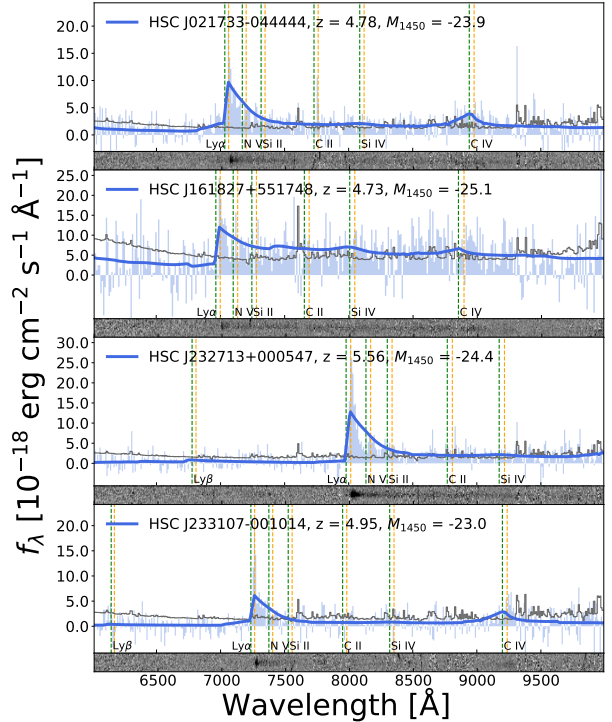 HSC J021733-044444, z = 4.78, M1450 = -23.9
20.0
15.0
10.0
5.0
0.0
Lyα N V Si II C II Si IV C IV
HSC J161827+551748, z = 4.73, M1450 = -25.1
25.0
20.0
15.0
10.0
5.0
0.0
Lyα N V Si II C II Si IV C IV
HSC J232713+000547, z = 5.56, M1450 = -24.4
30.0
25.0
20.0
15.0
10.0
5.0
0.0
Lyβ Lyα N V Si II C II Si IV
HSC J233107-001014, z = 4.95, M1450 = -23.0
20.0
15.0
10.0
5.0
0.0
Lyβ Lyα N V Si II C II Si IV C IV
6500 7000 7500 8000 8500 9000 9500
Wavelength [Å]
fλ [10−18 erg cm−2 s−1 Å−1]